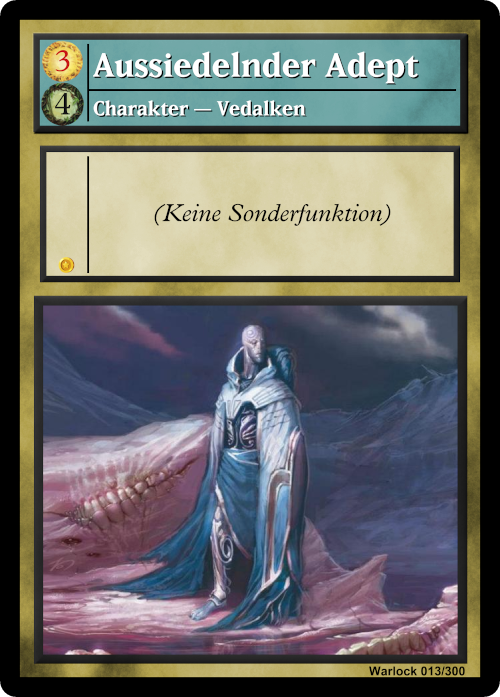 3 Aussiedelnder Adept
4 Charakter — Vedalken
(Keine Sonderfunktion)
Warlock 013/300